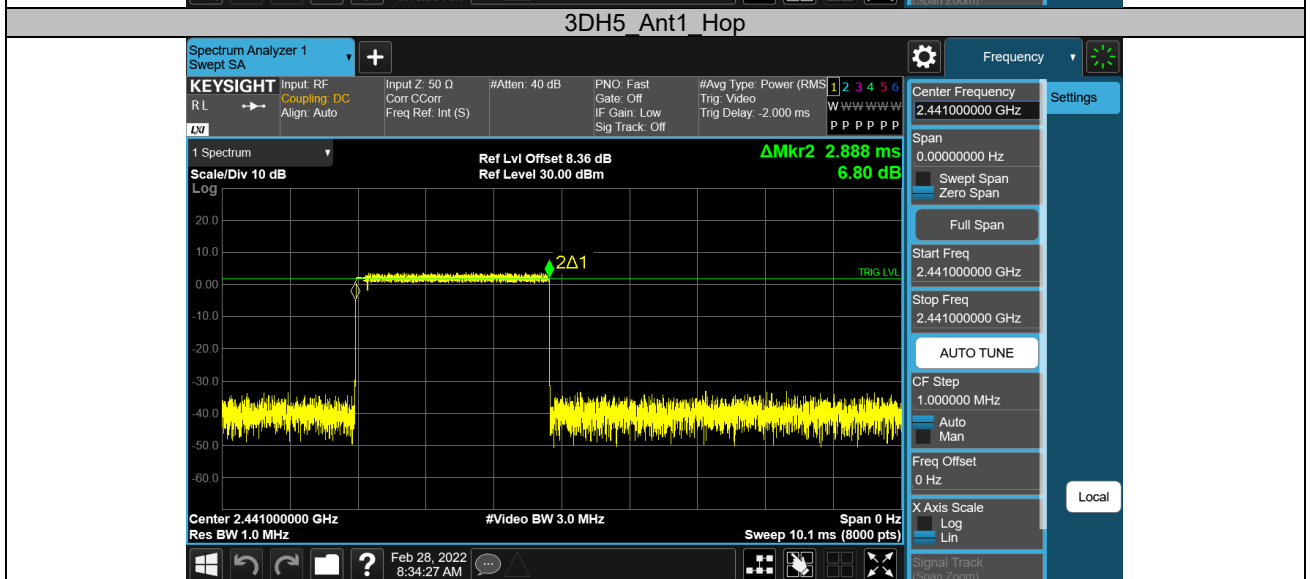 (Span Zoom)
3DH5_Ant1_Hop
Spectrum Analyzer 1
Swept SA
Frequency
KEYSIGHT
R L
LXI
Input: RF
Coupling: DC
Align: Auto
Input Z: 50 Ω
Corr CCorr
Freq Ref: Int (S)
#Atten: 40 dB
PNO: Fast
Gate: Off
IF Gain: Low
Sig Track: Off
#Avg Type: Power (RMS
Trig: Video
Trig Delay: -2.000 ms
1 2 3 4 5 6
W W W W W W
P P P P P P
1 Spectrum
Scale/Div 10 dB
Log
Ref Lvl Offset 8.36 dB
Ref Level 30.00 dBm
ΔMkr2 2.888 ms
6.80 dB
20.0
10.0
0.00
-10.0
-20.0
-30.0
-40.0
-50.0
-60.0
2Δ1
TRIG LVL
Center 2.441000000 GHz
Res BW 1.0 MHz
#Video BW 3.0 MHz
Span 0 Hz
Sweep 10.1 ms (8000 pts)
?
Feb 28, 2022
8:34:27 AM
Center Frequency
2.441000000 GHz
Settings
Span
0.00000000 Hz
Swept Span
Zero Span
Full Span
Start Freq
2.441000000 GHz
Stop Freq
2.441000000 GHz
AUTO TUNE
CF Step
1.000000 MHz
Auto
Man
Freq Offset
0 Hz
Local
X Axis Scale
Log
Lin
Signal Track
(Span Zoom)